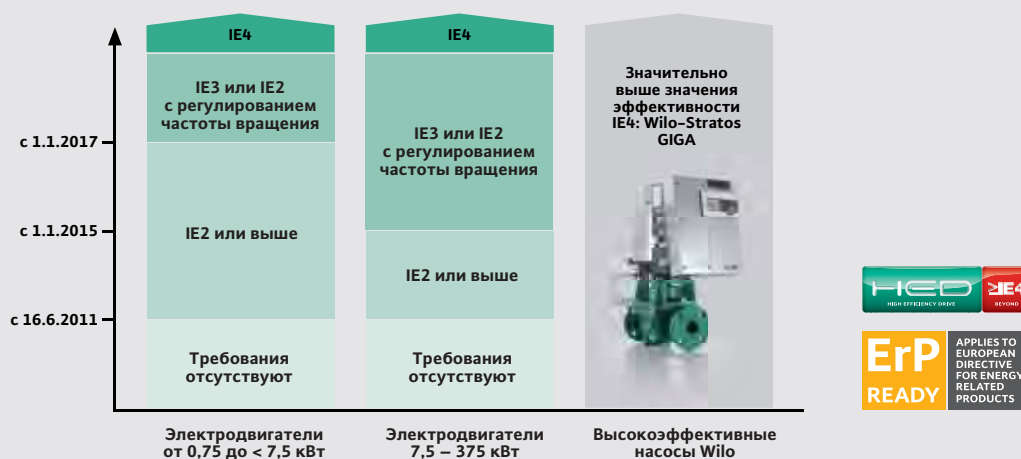 IE4
IE4
IE3 или IE2
с регулированием
частоты вращения
Значительно
выше значения
эффективности
IE4: Wilo-Stratos
GIGA
IE3 или IE2
с регулированием
частоты вращения
с 1.1.2017
IE2 или выше
с 1.1.2015
IE2 или выше
с 16.6.2011
Требования
отсутствуют
Требования
отсутствуют
Электродвигатели
от 0,75 до < 7,5 кВт
Электродвигатели
7,5 – 375 кВт
Высокоэффективные
насосы Wilo
HED
HIGH EFFICIENCY DRIVE
≥IE4
BEYOND
ErP
READY
APPLIES TO
EUROPEAN
DIRECTIVE
FOR ENERGY
RELATED
PRODUCTS